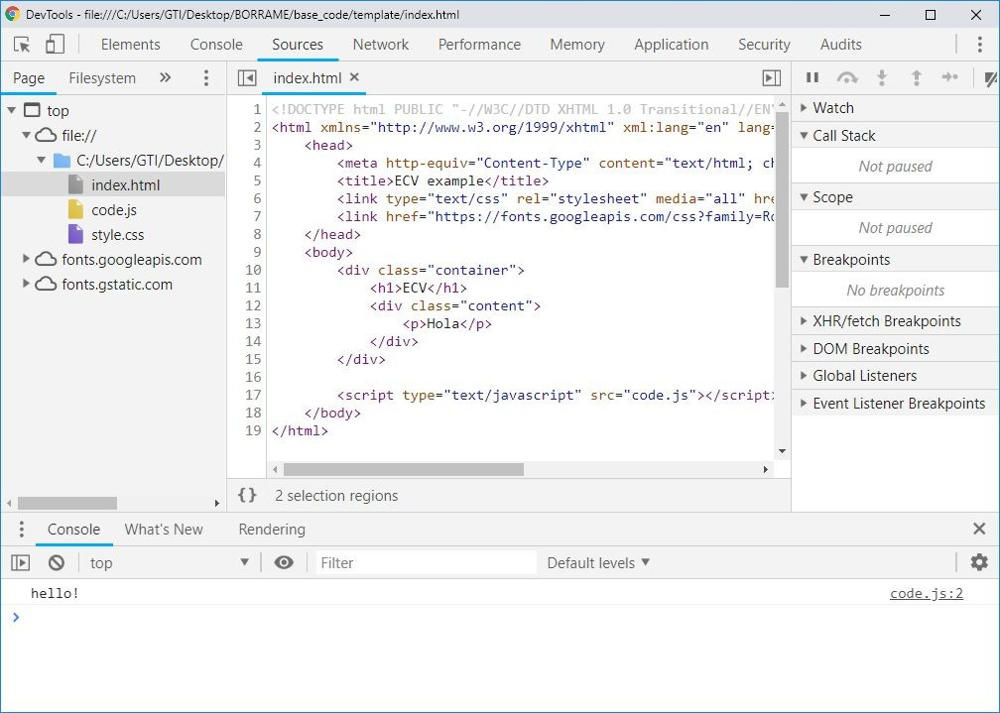 DevTools - file:///C:/Users/GTI/Desktop/BORRAME/base_code/template/index.html
Elements Console Sources Network Performance Memory Application Security Audits
Page Filesystem »
index.html ×
top
file://
C:/Users/GTI/Desktop/
index.html
code.js
style.css
fonts.googleapis.com
fonts.gstatic.com
1 <!DOCTYPE html PUBLIC "-//W3C//DTD XHTML 1.0 Transitional//EN"
2 <html xmlns="http://www.w3.org/1999/xhtml" xml:lang="en" lang=
3 <head>
4 <meta http-equiv="Content-Type" content="text/html; ch
5 <title>ECV example</title>
6 <link type="text/css" rel="stylesheet" media="all" hre
7 <link href="https://fonts.googleapis.com/css?family=Ro
8 </head>
9 <body>
10 <div class="container">
11 <h1>ECV</h1>
12 <div class="content">
13 <p>Hola</p>
14 </div>
15 </div>
16
17 <script type="text/javascript" src="code.js"></script>
18 </body>
19 </html>
{} 2 selection regions
Watch
Call Stack
Not paused
Scope
Not paused
Breakpoints
No breakpoints
XHR/fetch Breakpoints
DOM Breakpoints
Global Listeners
Event Listener Breakpoints
Console What's New Rendering
top Filter Default levels
hello! code.js:2